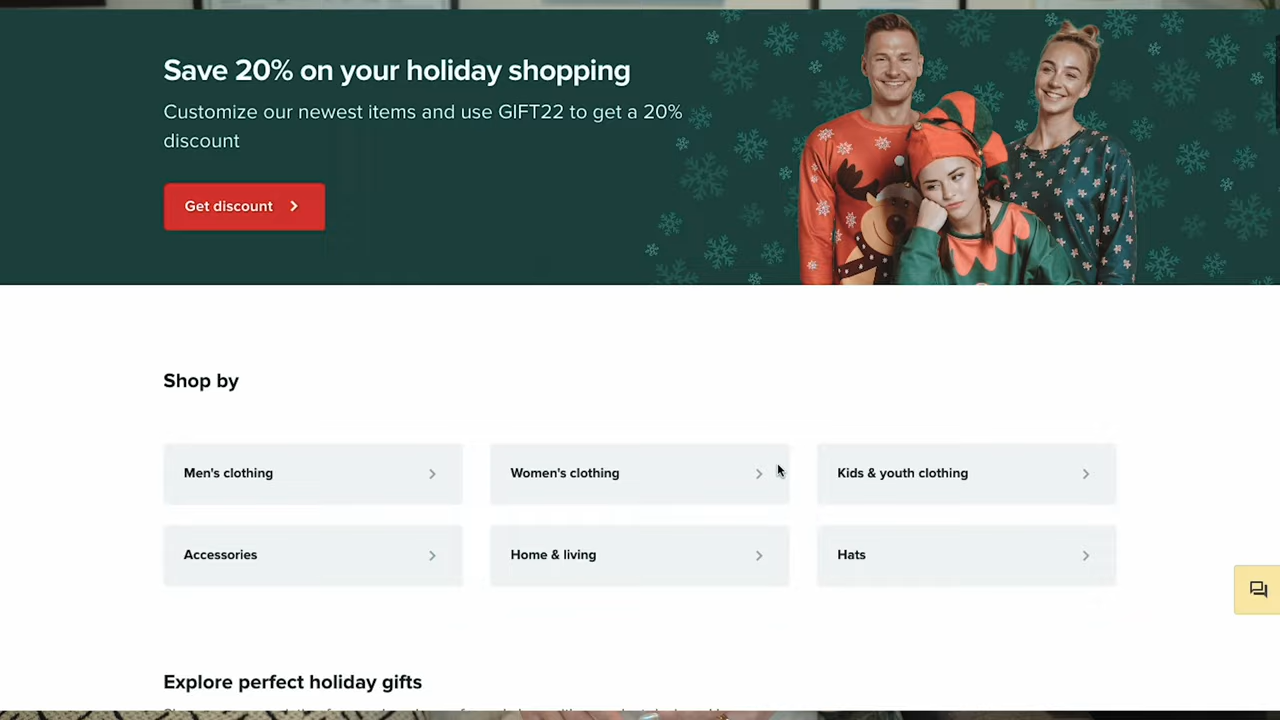 Save 20% on your holiday shopping
Customize our newest items and use GIFT22 to get a 20%
discount
Get discount
Shop by
Men's clothing
Women's clothing
Kids & youth clothing
Accessories
Home & living
Hats
Explore perfect holiday gifts